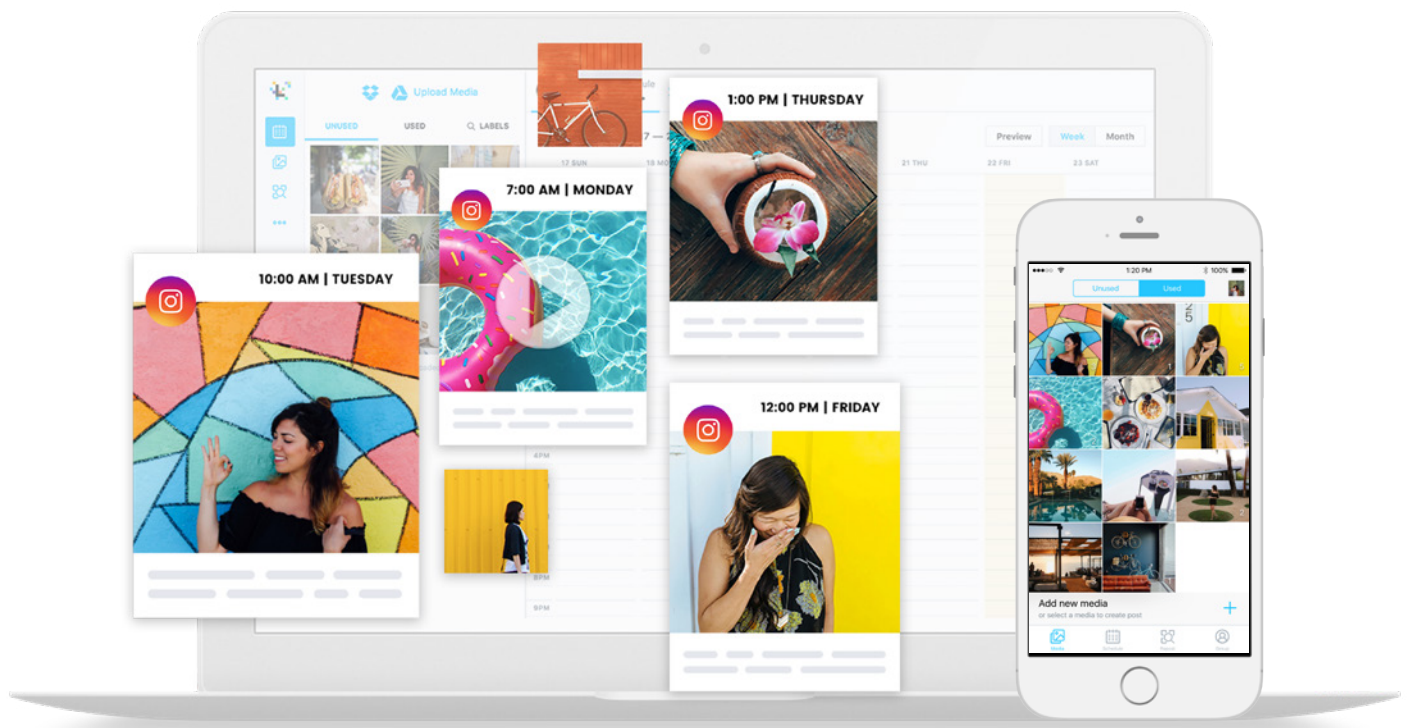 Upload Media
UNUSED
USED
LABELS
1:00 PM | THURSDAY
Preview
Week
Month
12 SUN
21 THU
22 FRI
23 SAT
7:00 AM | MONDAY
10:00 AM | TUESDAY
12:00 PM | FRIDAY
4PM
8PM
9PM
1:20 PM
100%
Unused
Used
Add new media
or select a media to create post
Media
Schedule